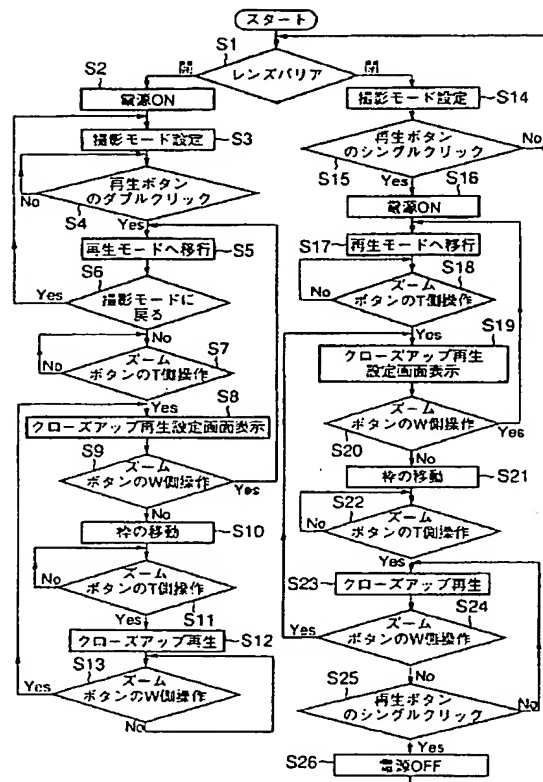 スタート
S1
レンズバリア
開
閉
S2
電源ON
撮影モード設定
S3
再生ボタン
のダブルクリック
No
S4
Yes
再生モードへ移行
S5
S6
撮影モードに
戻る
Yes
No
S7
ズーム
ボタンのT側操作
No
Yes
S8
クローズアップ再生設定画面表示
S9
ズーム
ボタンのW側操作
Yes
No
枠の移動
S10
ズーム
ボタンのT側操作
No
S11
Yes
クローズアップ再生
S12
S13
ズーム
ボタンのW側操作
Yes
No
撮影モード設定
S14
再生ボタン
のシングルクリック
No
S15
Yes
S16
電源ON
S17
再生モードへ移行
S18
ズーム
ボタンのT側操作
No
Yes
S19
クローズアップ再生
設定画面表示
ズーム
ボタンのW側操作
S20
Yes
No
枠の移動
S21
S22
ズーム
ボタンのT側操作
No
Yes
S23
クローズアップ再生
S24
ズーム
ボタンのW側操作
Yes
No
S25
再生ボタン
のシングルクリック
No
Yes
S26
電源OFF